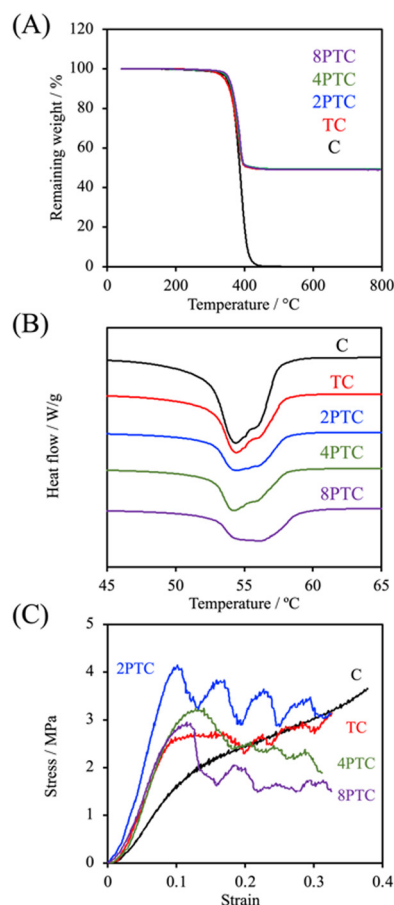 (A)
120
100
80
60
40
20
0
Remaining weight / %
8PTC
4PTC
2PTC
TC
C
0 200 400 600 800
Temperature / °C
(B)
Heat flow / W/g
C
TC
2PTC
4PTC
8PTC
45 50 55 60 65
Temperature / °C
(C)
5
4
3
2
1
0
Stress / MPa
2PTC
C
TC
4PTC
8PTC
0 0.1 0.2 0.3 0.4
Strain